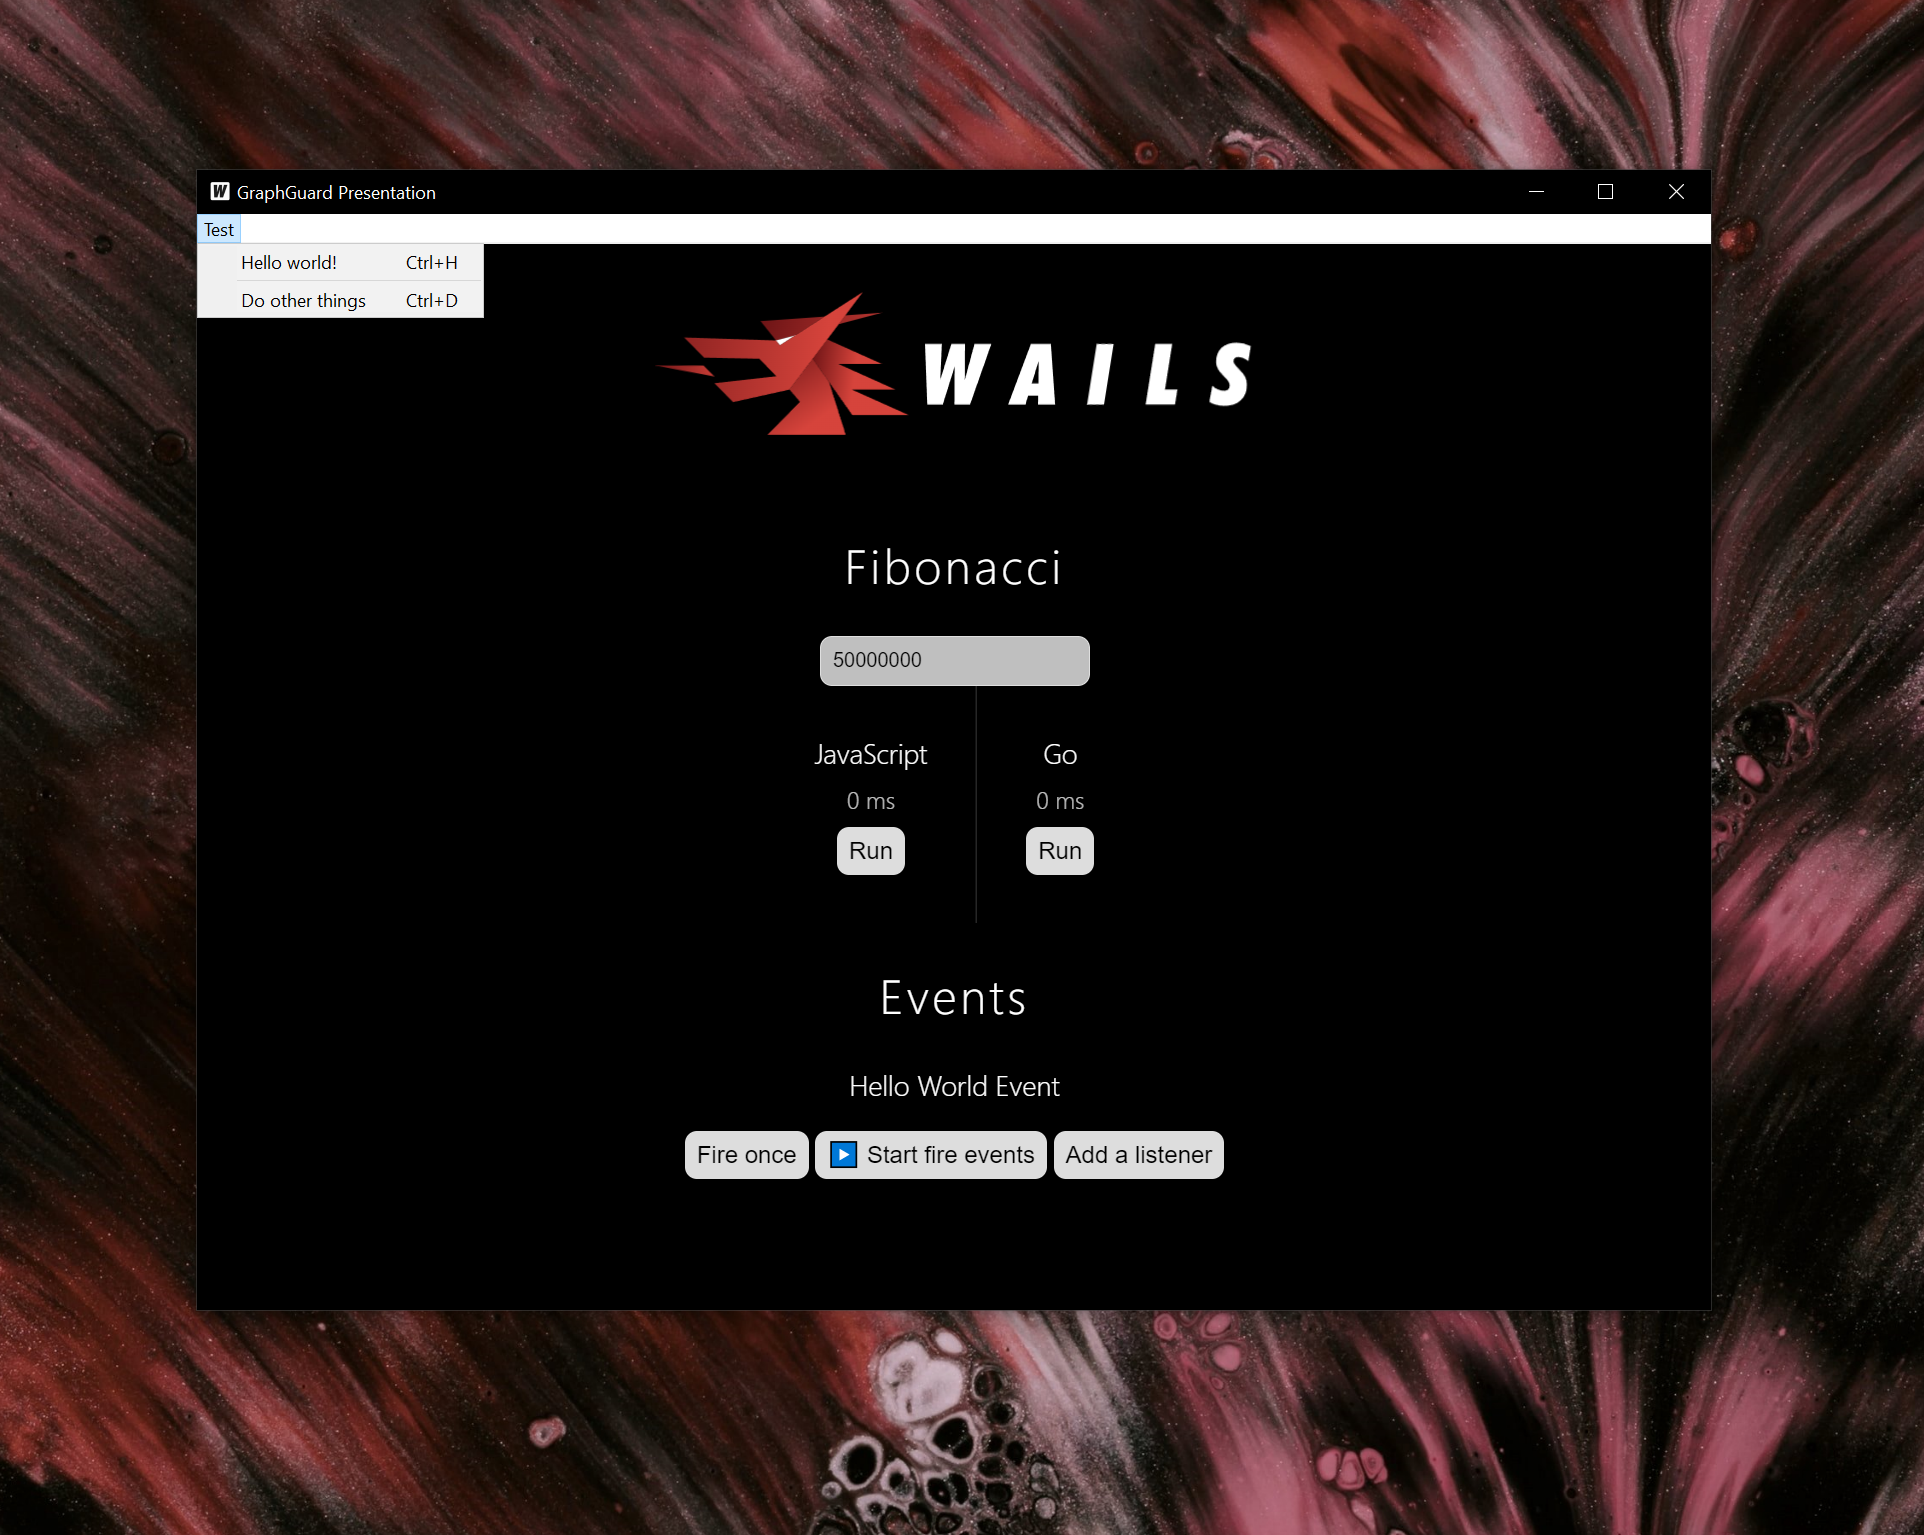 GraphGuard Presentation
Test
Hello world! Ctrl+H
Do other things Ctrl+D
WAILS
Fibonacci
50000000
JavaScript Go
0 ms 0 ms
Run Run
Events
Hello World Event
Fire once ▶️ Start fire events Add a listener